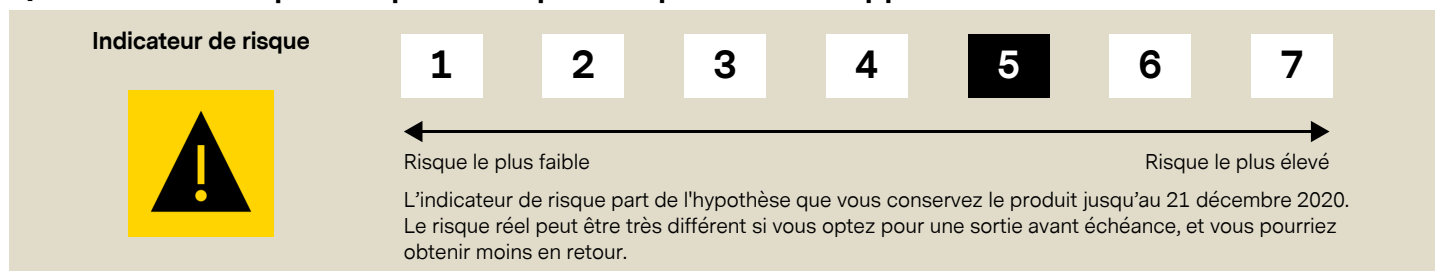 Indicateur de risque
1 2 3 4 5 6 7
Risque le plus faible Risque le plus élevé
L'indicateur de risque part de l'hypothèse que vous conservez le produit jusqu'au 21 décembre 2020.
Le risque réel peut être très différent si vous optez pour une sortie avant échéance, et vous pourriez
obtenir moins en retour.